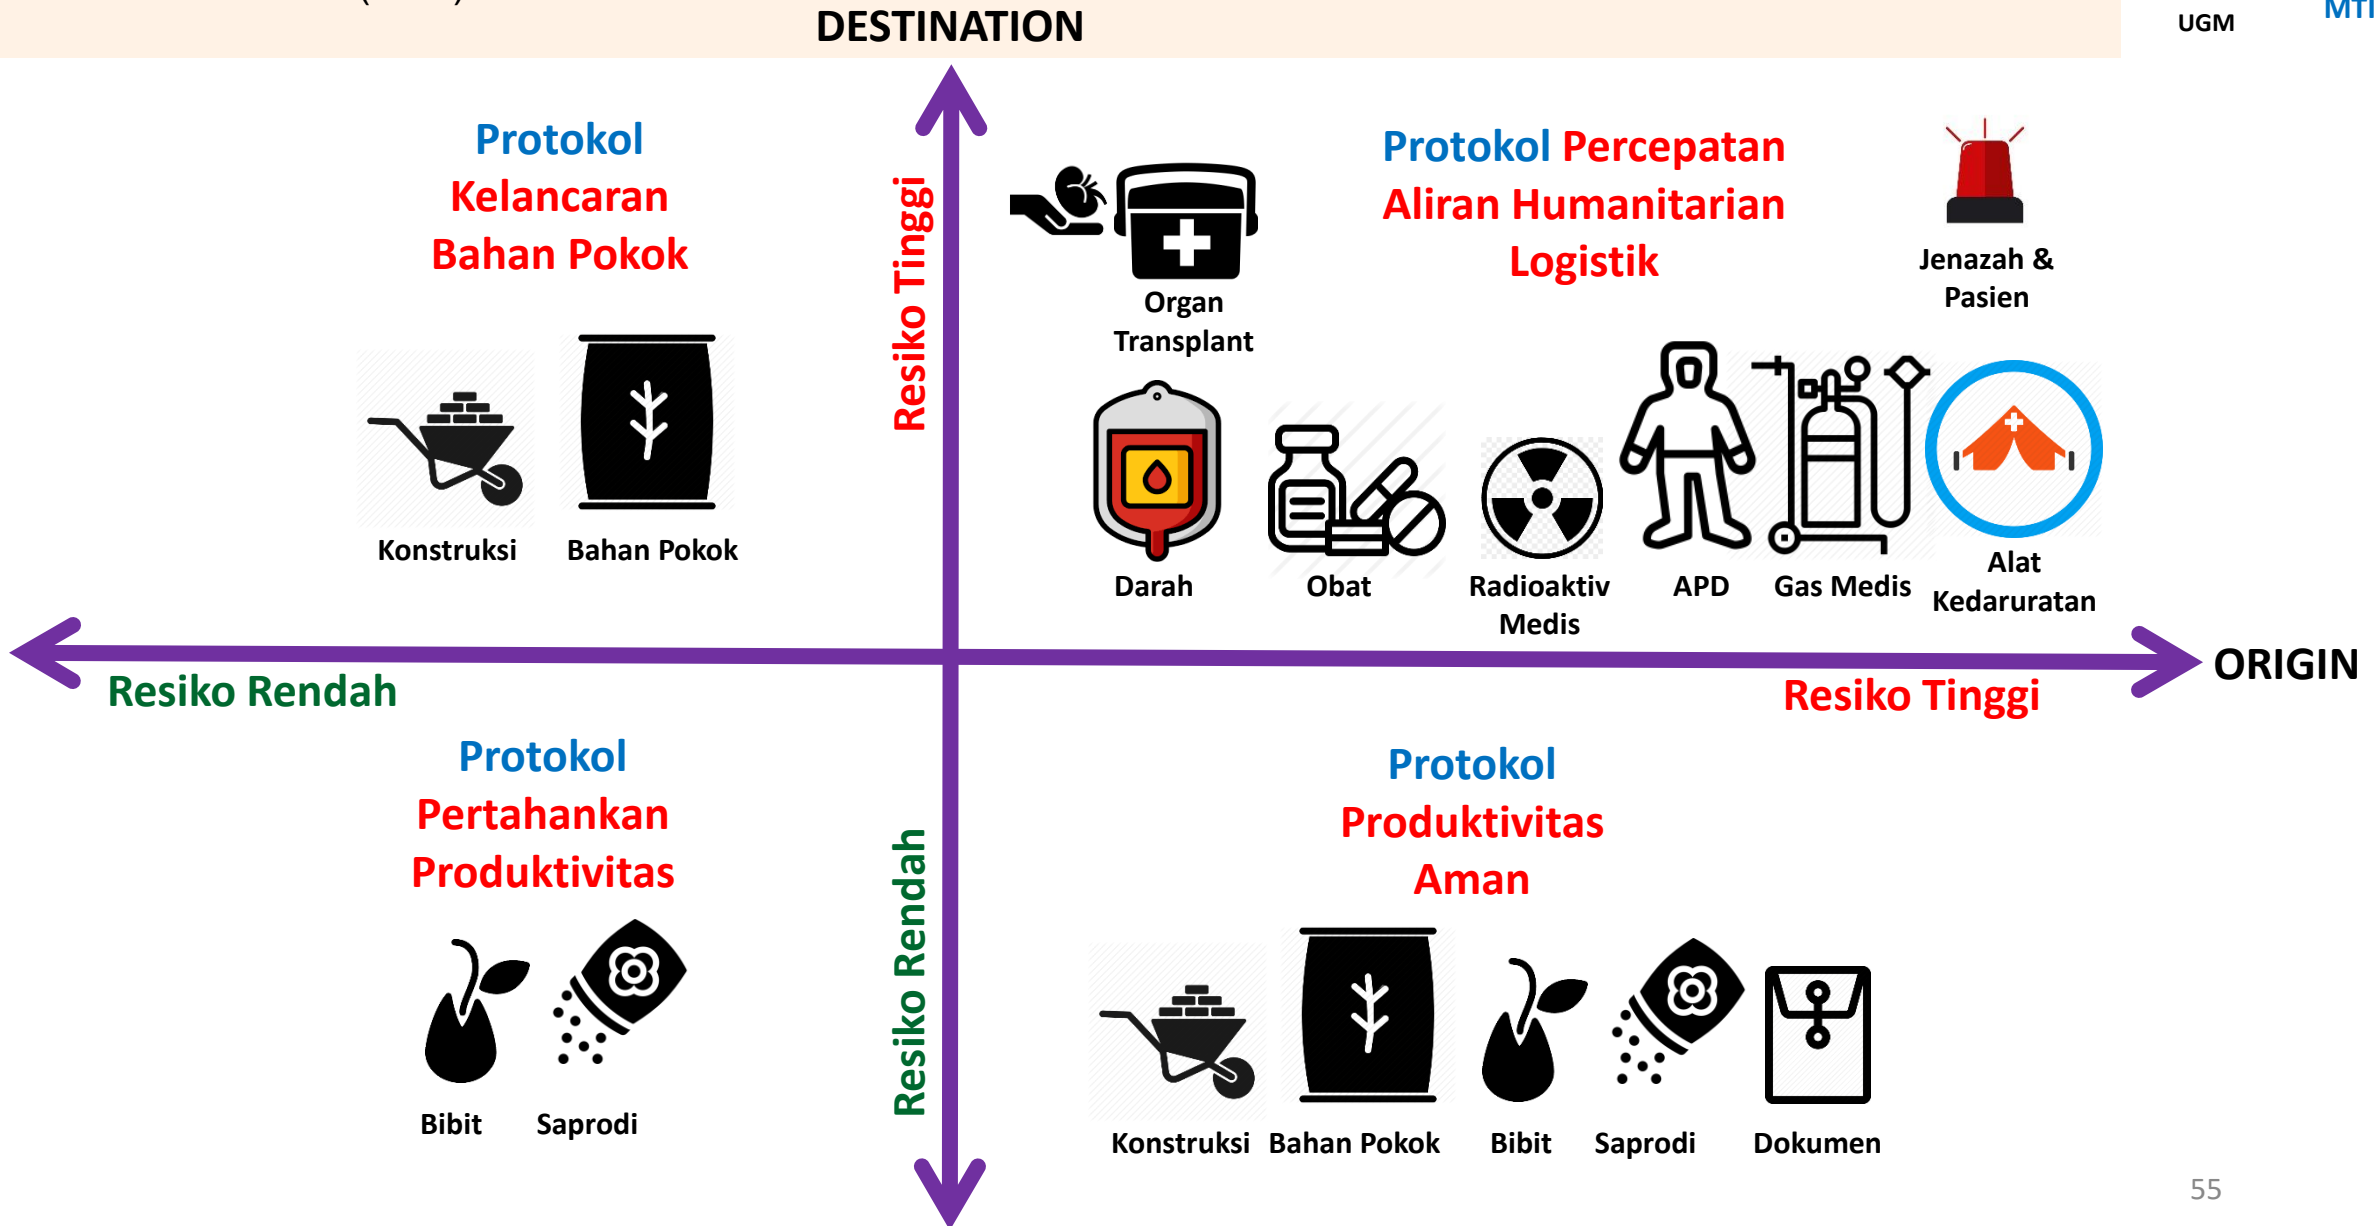 DESTINATION
UGM
MTI
Protokol
Kelancaran
Bahan Pokok
Konstruksi
Bahan Pokok
Resiko Tinggi
Protokol Percepatan
Aliran Humanitarian
Logistik
Organ
Transplant
Jenazah &
Pasien
Darah
Obat
Radioaktiv
Medis
APD
Gas Medis
Alat
Kedaruratan
ORIGIN
Resiko Rendah
Resiko Tinggi
Protokol
Pertahankan
Produktivitas
Bibit
Saprodi
Resiko Rendah
Protokol
Produktivitas
Aman
Konstruksi
Bahan Pokok
Bibit
Saprodi
Dokumen
55